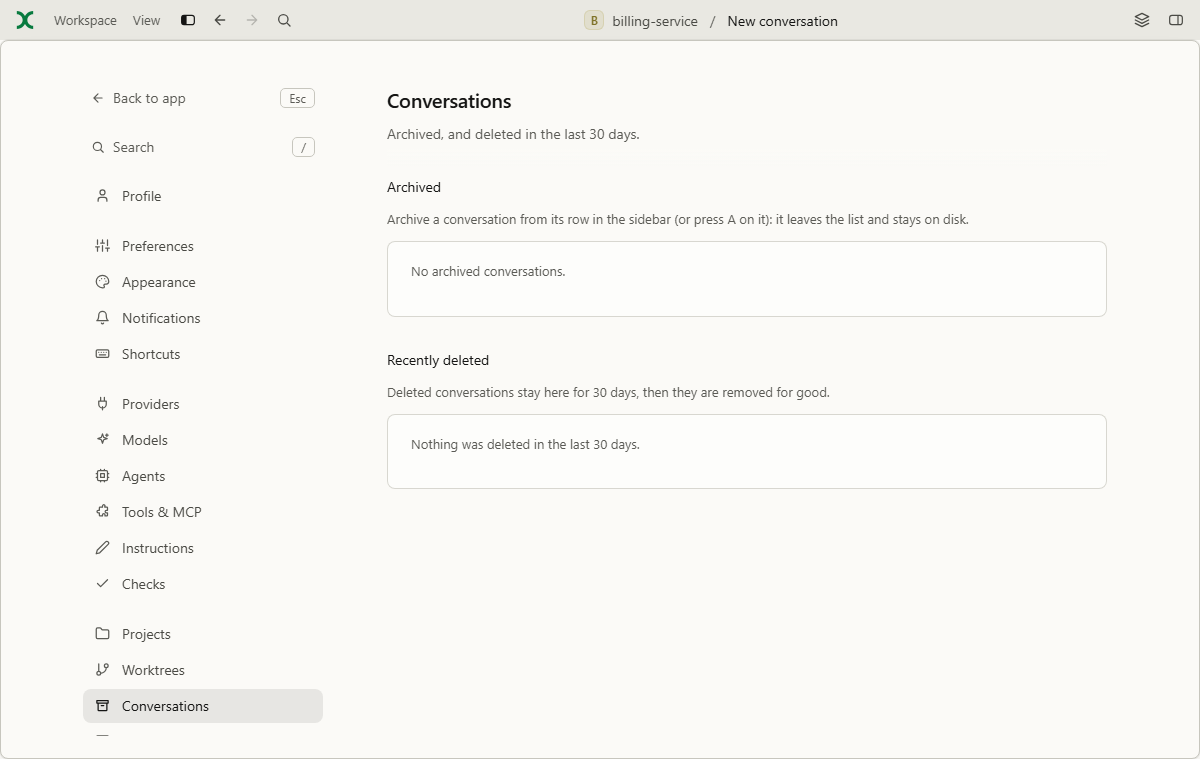 Workspace View
B billing-service / New conversation
Back to app Esc
Search /
Profile
Preferences
Appearance
Notifications
Shortcuts
Providers
Models
Agents
Tools & MCP
Instructions
Checks
Projects
Worktrees
Conversations
Conversations
Archived, and deleted in the last 30 days.
Archived
Archive a conversation from its row in the sidebar (or press A on it): it leaves the list and stays on disk.
No archived conversations.
Recently deleted
Deleted conversations stay here for 30 days, then they are removed for good.
Nothing was deleted in the last 30 days.